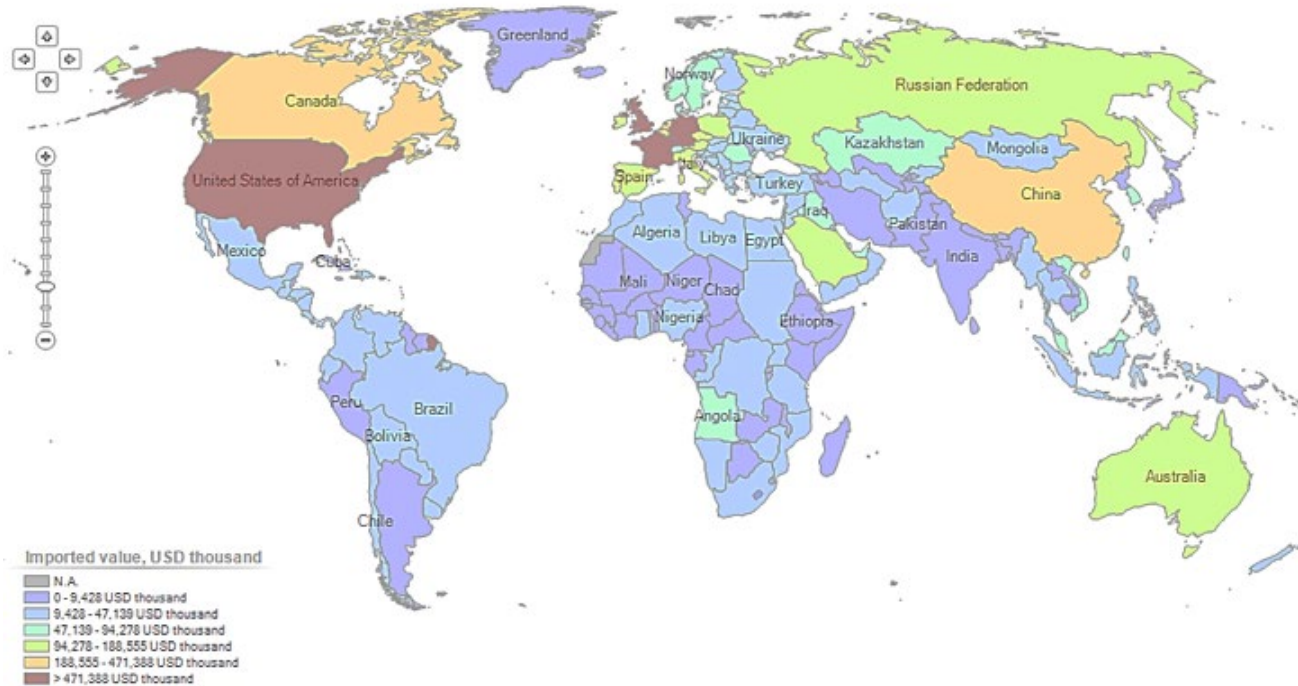 Greenland
Norway
Russian Federation
Canada
Ukraine
Kazakhstan
Mongolia
Italy
United States of America
Spain
Turkey
China
Iraq
Pakistan
Algeria
Libya
Egypt
Mexico
India
Cuba
Mali
Niger
Chad
Nigeria
Ethiopia
Peru
Brazil
Angola
Bolivia
Australia
Chile
Imported value, USD thousand
N.A.
0 - 9,428 USD thousand
9,428 - 47,139 USD thousand
47,139 - 94,278 USD thousand
94,278 - 188,555 USD thousand
188,555 - 471,388 USD thousand
> 471,388 USD thousand